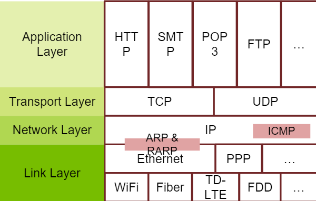 Application
Layer
HTT
P
SMT
P
POP
3
FTP
...
Transport Layer
TCP
UDP
Network Layer
IP
ICMP
ARP &
RARP
Link Layer
Ethernet
PPP
...
WiFi
Fiber
TD-
LTE
FDD
...